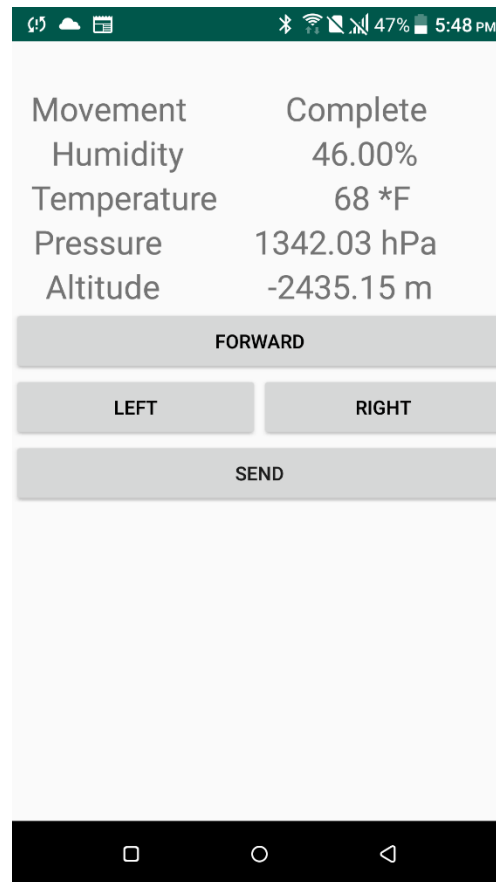 47% 5:48 PM
Movement Complete
Humidity 46.00%
Temperature 68 *F
Pressure 1342.03 hPa
Altitude -2435.15 m
FORWARD
LEFT RIGHT
SEND